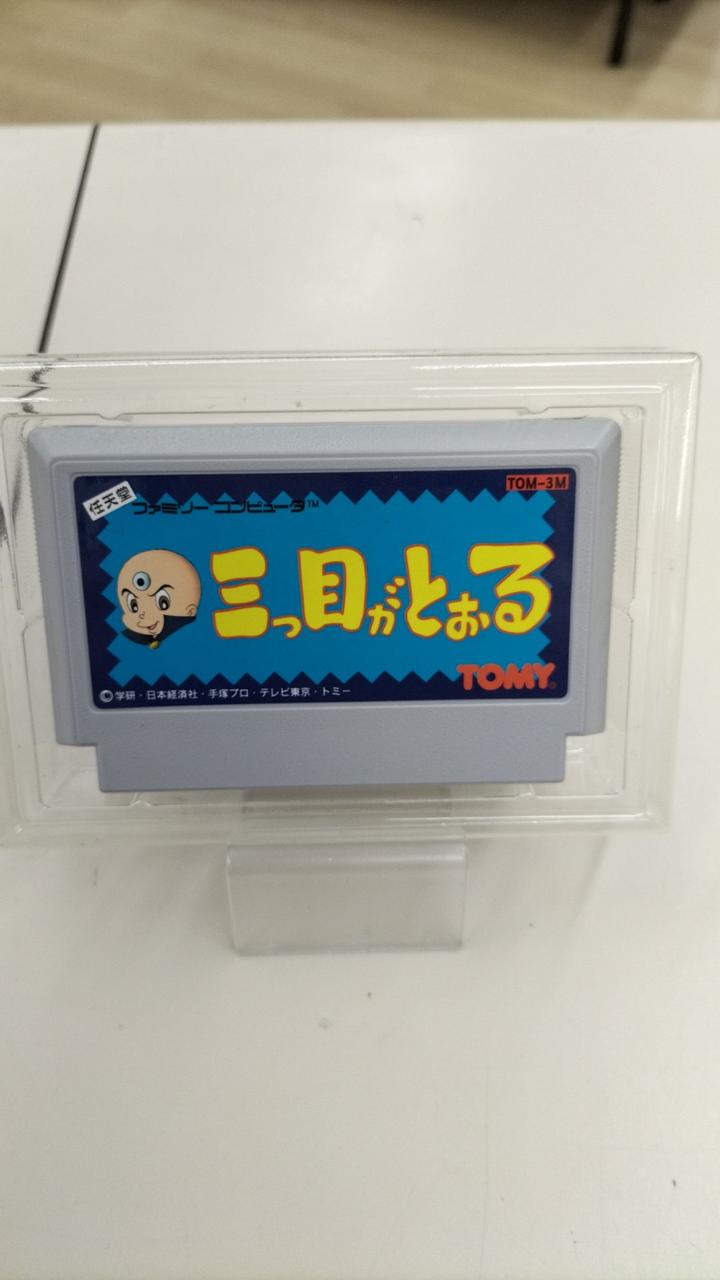 TOM-3M
任天堂
ファミリーコンピュータ™
三つ目がとおる
TOMY®
©学研・日本経済社・手塚プロ・テレビ東京・トミー